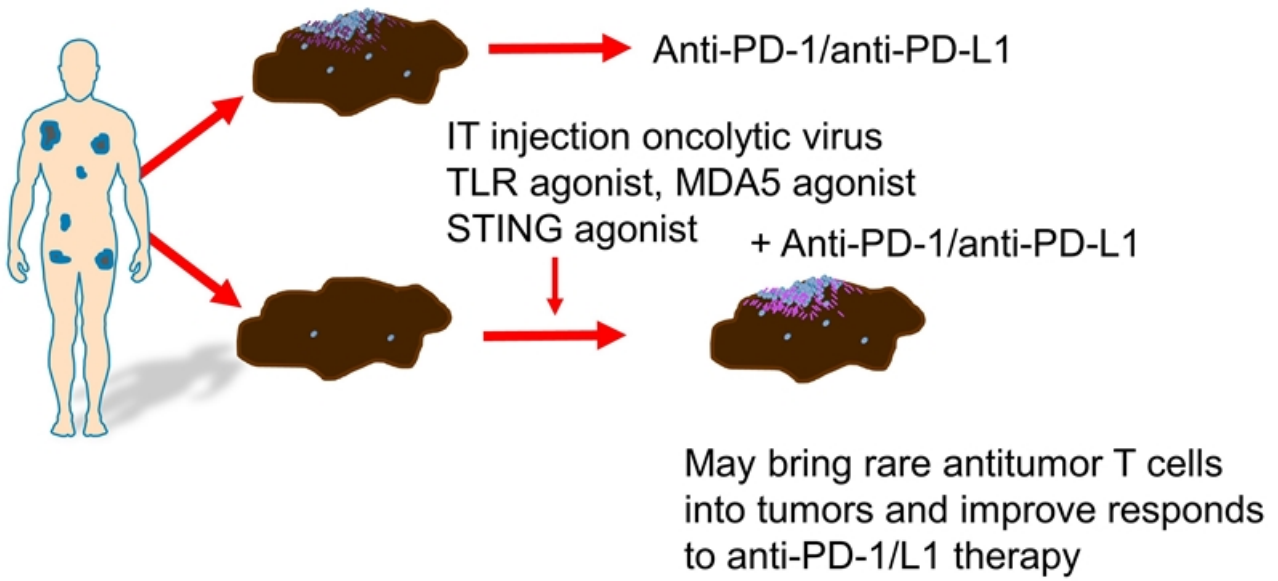 Anti-PD-1/anti-PD-L1
IT injection oncolytic virus
TLR agonist, MDA5 agonist
STING agonist
+ Anti-PD-1/anti-PD-L1
May bring rare antitumor T cells
into tumors and improve responds
to anti-PD-1/L1 therapy